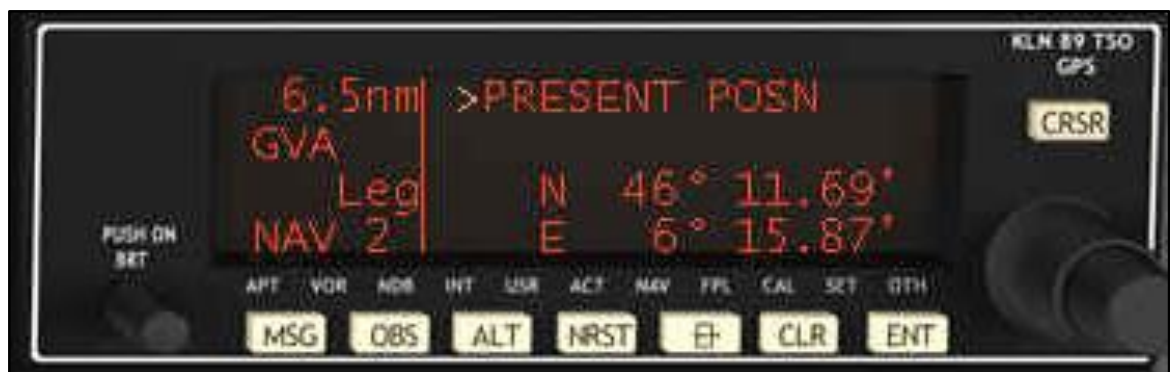 KLN 89 TSO
GPS
6.5nm >PRESENT POSN
GVA
Leg N 46° 11.69'
NAV 2 E 6° 15.87'
CRSR
PUSH ON
BRT
APT VOR NDB INT USR ACT NAV FPL CAL SET OTH
MSG OBS ALT NRST CLR ENT